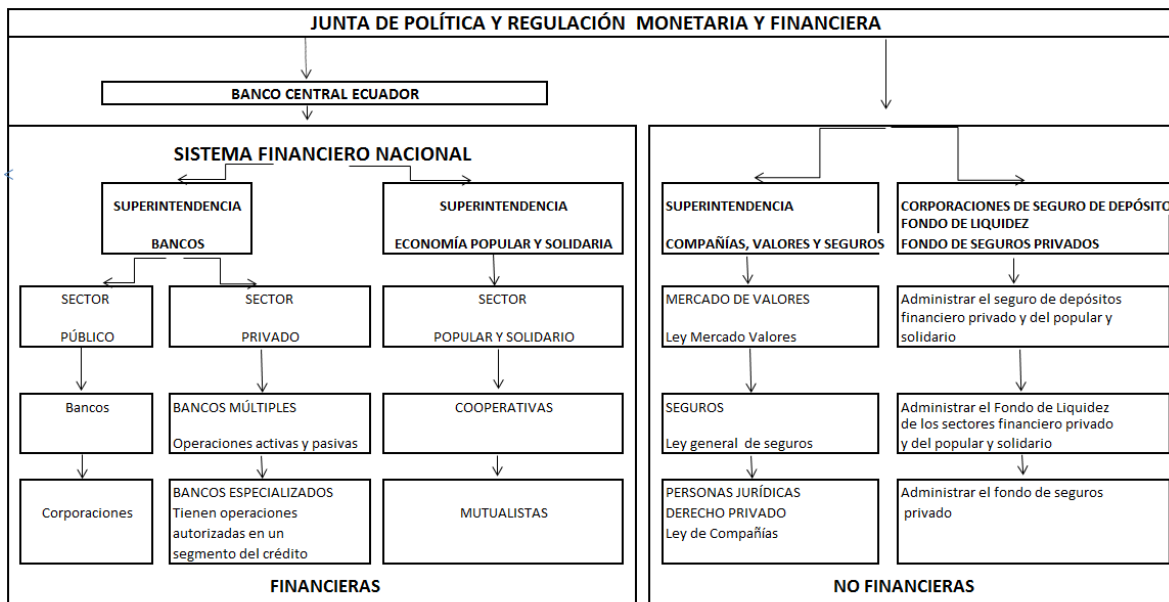 JUNTA DE POLÍTICA Y REGULACIÓN MONETARIA Y FINANCIERA
BANCO CENTRAL ECUADOR
SISTEMA FINANCIERO NACIONAL
SUPERINTENDENCIA
BANCOS
SUPERINTENDENCIA
ECONOMÍA POPULAR Y SOLIDARIA
SECTOR
PÚBLICO
SECTOR
PRIVADO
SECTOR
POPULAR Y SOLIDARIO
Bancos
BANCOS MÚLTIPLES
Operaciones activas y pasivas
COOPERATIVAS
Corporaciones
BANCOS ESPECIALIZADOS
Tienen operaciones
autorizadas en un
segmento del crédito
MUTUALISTAS
FINANCIERAS
SUPERINTENDENCIA
COMPAÑÍAS, VALORES Y SEGUROS
CORPORACIONES DE SEGURO DE DEPÓSITO
FONDO DE LIQUIDEZ
FONDO DE SEGUROS PRIVADOS
MERCADO DE VALORES
Ley Mercado Valores
Administrar el seguro de depósitos
financiero privado y del popular y
solidario
SEGUROS
Ley general de seguros
Administrar el Fondo de Liquidez
de los sectores financiero privado
y del popular y solidario
PERSONAS JURÍDICAS
DERECHO PRIVADO
Ley de Compañías
Administrar el fondo de seguros
privado
NO FINANCIERAS